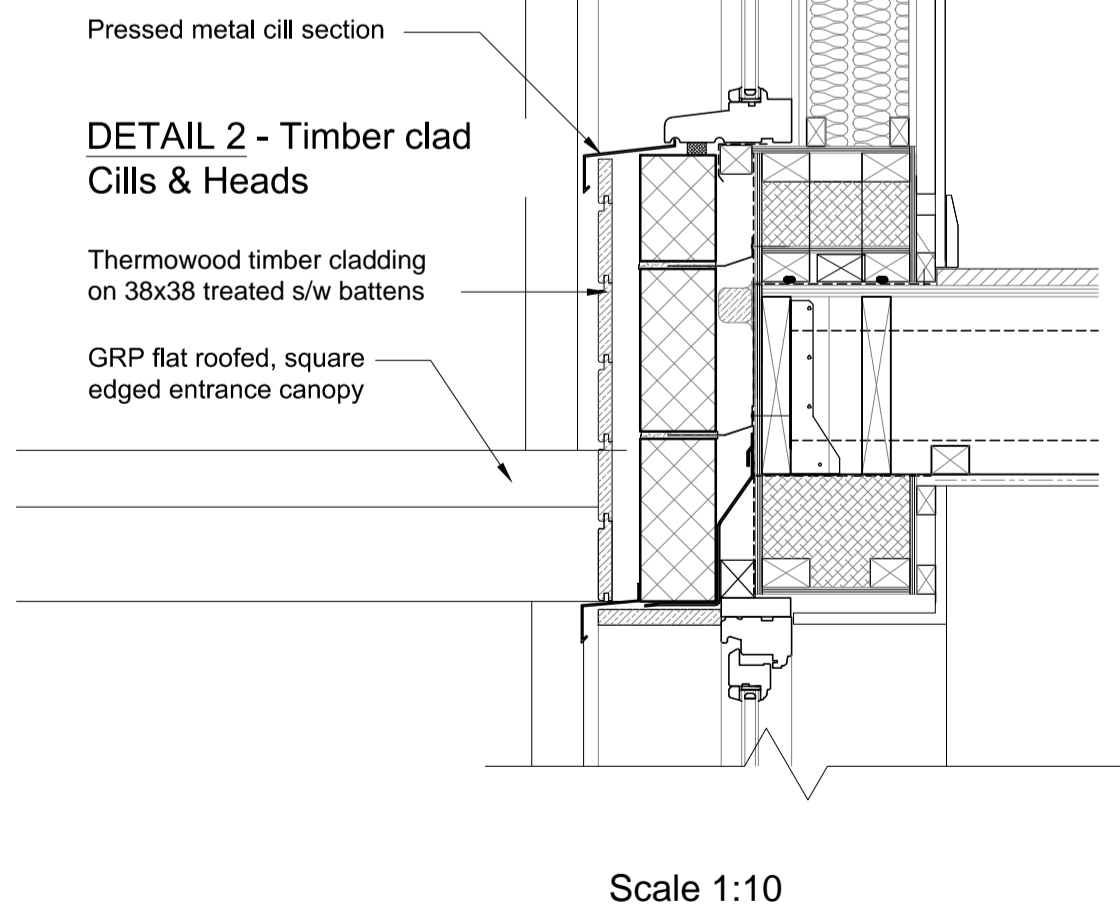 Pressed metal cill section
DETAIL 2 - Timber clad
Cills & Heads
Thermowood timber cladding
on 38x38 treated s/w battens
GRP flat roofed, square
edged entrance canopy
Scale 1:10